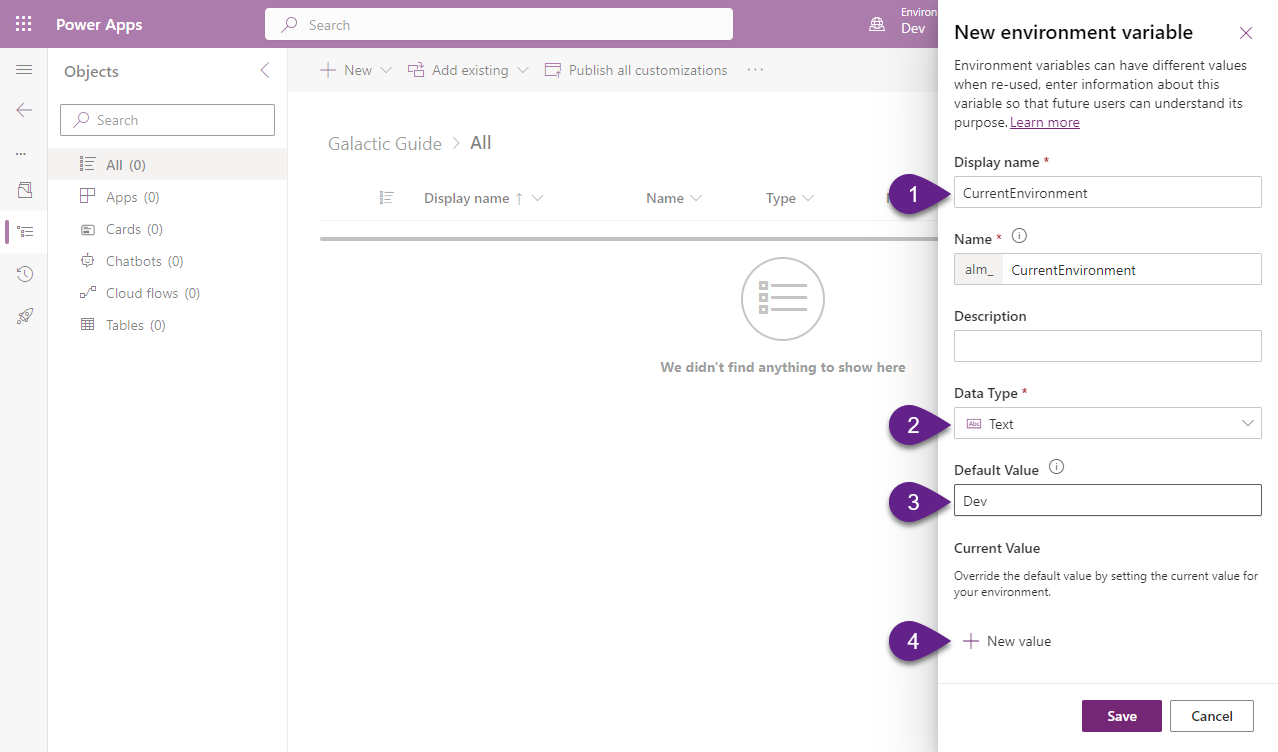 Power Apps
Search
Environ
Dev
Objects
Search
All (0)
Apps (0)
Cards (0)
Chatbots (0)
Cloud flows (0)
Tables (0)
New
Add existing
Publish all customizations
...
Galactic Guide > All
Display name ↑
Name
Type
We didn't find anything to show here
New environment variable
Environment variables can have different values
when re-used, enter information about this
variable so that future users can understand its
purpose. Learn more
Display name *
1
CurrentEnvironment
Name *
alm_
CurrentEnvironment
Description
Data Type *
2
Abc
Text
Default Value
3
Dev
Current Value
Override the default value by setting the current value for
your environment.
4
New value
Save
Cancel